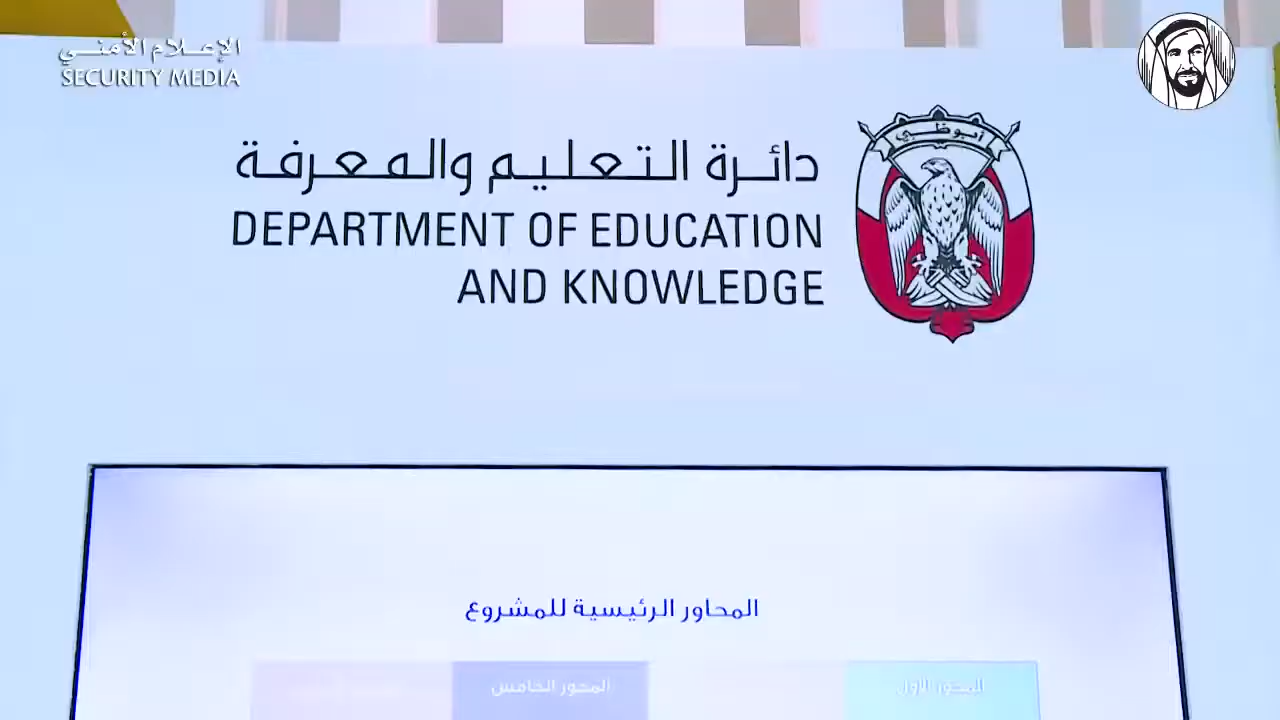 الإعلام الأمني
SECURITY MEDIA
أبوظبي
دائرة التعليم والمعرفة
DEPARTMENT OF EDUCATION
AND KNOWLEDGE
المحاور الرئيسية للمشروع
المحور الأول
المحور الخامس